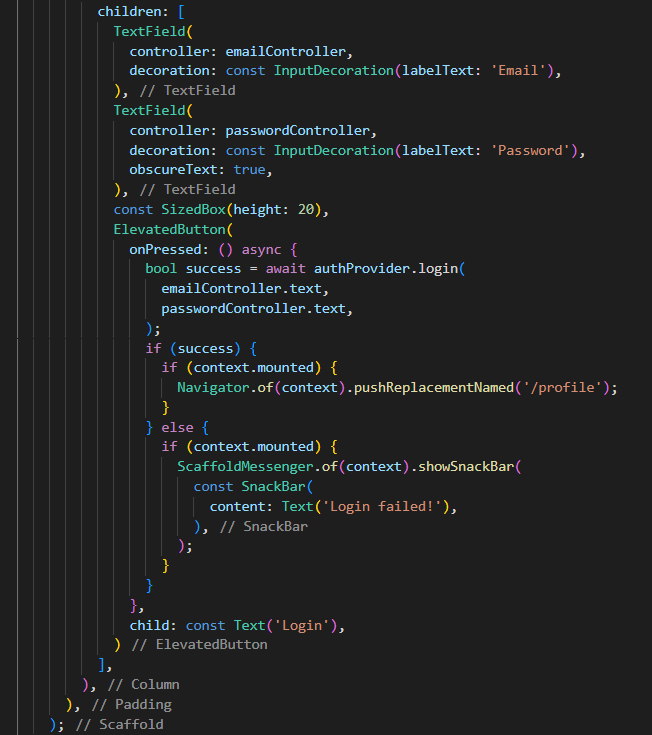 children: [
TextField(
controller: emailController,
decoration: const InputDecoration(labelText: 'Email'),
), // TextField
TextField(
controller: passwordController,
decoration: const InputDecoration(labelText: 'Password'),
obscureText: true,
), // TextField
const SizedBox(height: 20),
ElevatedButton(
onPressed: () async {
bool success = await authProvider.login(
emailController.text,
passwordController.text,
);
if (success) {
if (context.mounted) {
Navigator.of(context).pushReplacementNamed('/profile');
}
} else {
if (context.mounted) {
ScaffoldMessenger.of(context).showSnackBar(
const SnackBar(
content: Text('Login failed!'),
), // SnackBar
);
}
}
},
child: const Text('Login'),
) // ElevatedButton
],
), // Column
), // Padding
); // Scaffold